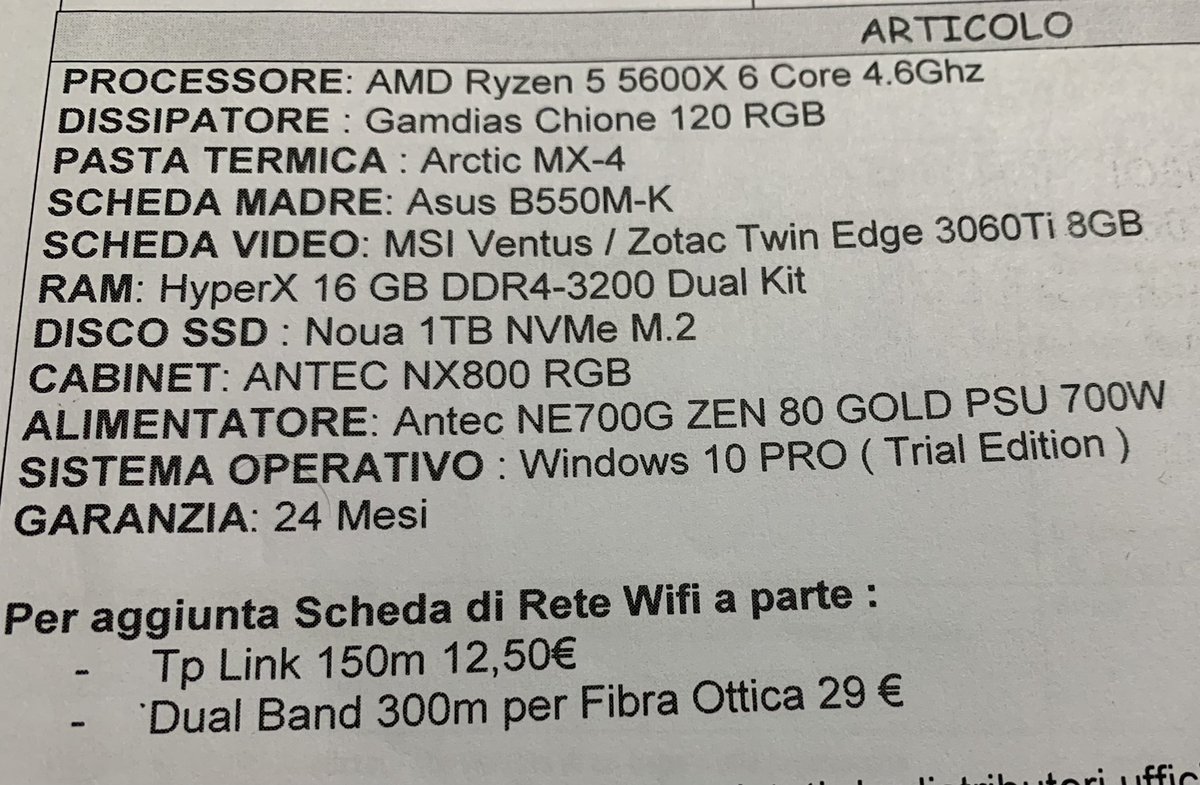 ARTICOLO
PROCESSORE: AMD Ryzen 5 5600X 6 Core 4.6Ghz
DISSIPATORE : Gamdias Chione 120 RGB
PASTA TERMICA : Arctic MX-4
SCHEDA MADRE: Asus B550M-K
SCHEDA VIDEO: MSI Ventus / Zotac Twin Edge 3060Ti 8GB
RAM: HyperX 16 GB DDR4-3200 Dual Kit
DISCO SSD : Noua 1TB NVMe M.2
CABINET: ANTEC NX800 RGB
ALIMENTATORE: Antec NE700G ZEN 80 GOLD PSU 700W
SISTEMA OPERATIVO : Windows 10 PRO ( Trial Edition )
GARANZIA: 24 Mesi
Per aggiunta Scheda di Rete Wifi a parte :
- Tp Link 150m 12,50€
- Dual Band 300m per Fibra Ottica 29 €
distributori